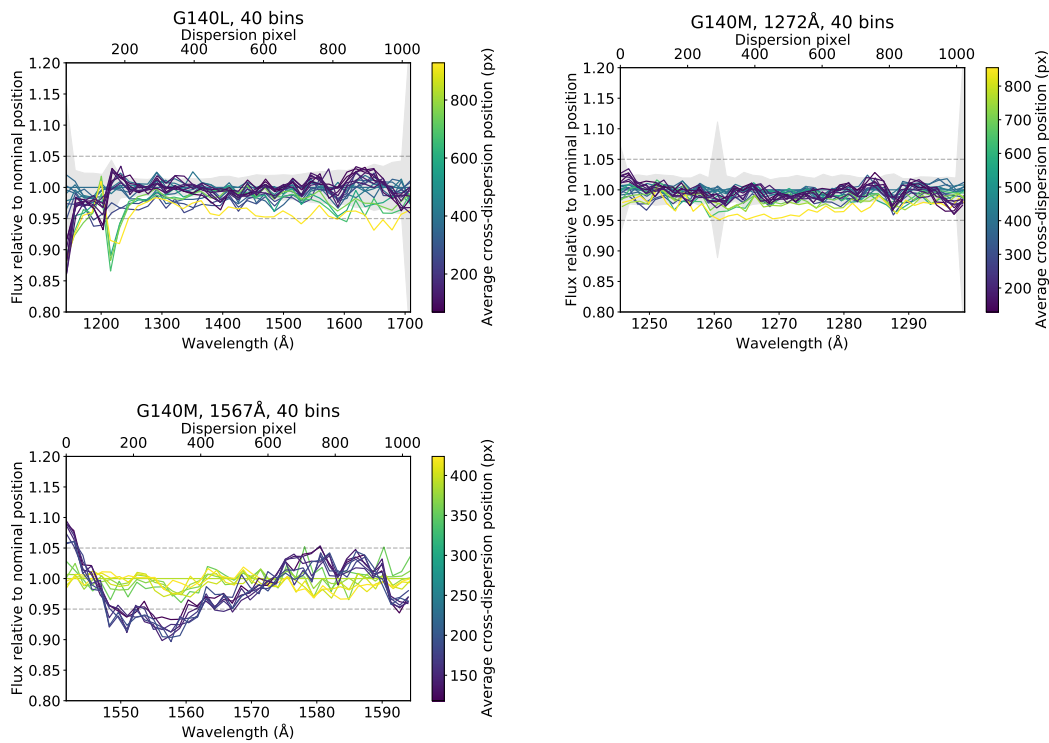 G140L, 40 bins
Dispersion pixel
200 400 600 800 1000
1.20
1.15
1.10
1.05
1.00
0.95
0.90
0.85
0.80
Flux relative to nominal position
1200 1300 1400 1500 1600 1700
Wavelength (Å)
800
600
400
200
Average cross-dispersion position (px)
G140M, 1272Å, 40 bins
Dispersion pixel
0 200 400 600 800 1000
1.20
1.15
1.10
1.05
1.00
0.95
0.90
0.85
0.80
Flux relative to nominal position
1250 1260 1270 1280 1290
Wavelength (Å)
800
700
600
500
400
300
200
Average cross-dispersion position (px)
G140M, 1567Å, 40 bins
Dispersion pixel
0 200 400 600 800 1000
1.20
1.15
1.10
1.05
1.00
0.95
0.90
0.85
0.80
Flux relative to nominal position
1550 1560 1570 1580 1590
Wavelength (Å)
400
350
300
250
200
150
Average cross-dispersion position (px)